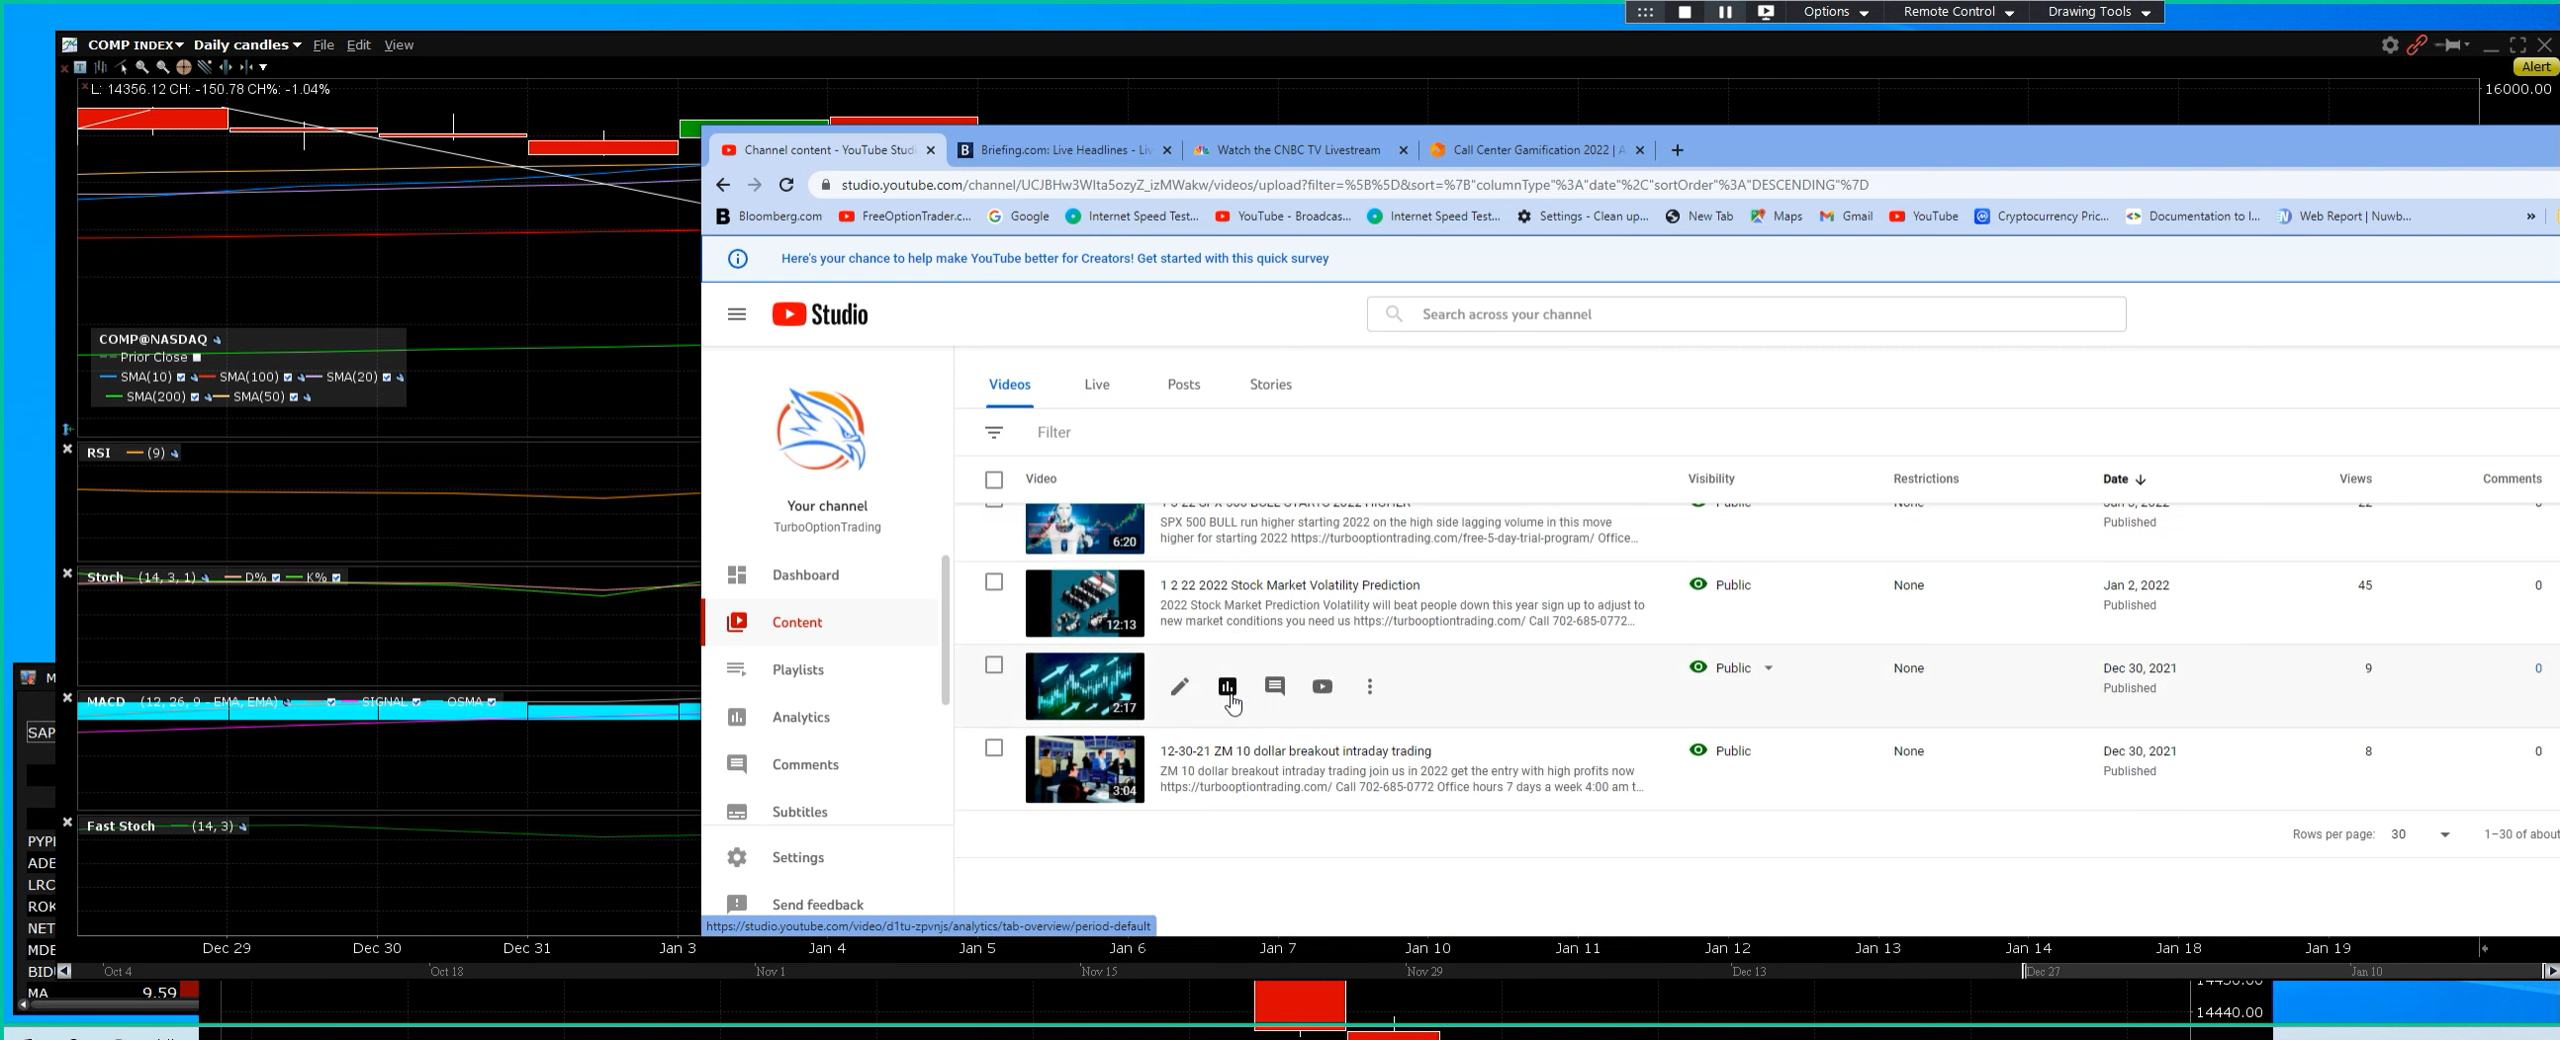 Options
Remote Control
Drawing Tools
COMP INDEX Daily candles File Edit View
Alert
L: 14356.12 CH: -150.78 CH%: -1.04%
16000.00
Channel content - YouTube Studi
Briefing.com: Live Headlines - Li
Watch the CNBC TV Livestream
Call Center Gamification 2022 | A
studio.youtube.com/channel/UCJBHw3WIta5ozyZ_izMWakw/videos/upload?filter=%5B%5D&sort=%7B"columnType"%3A"date"%2C"sortOrder"%3A"DESCENDING"%7D
Bloomberg.com
FreeOptionTrader.c...
Google
Internet Speed Test...
YouTube - Broadcas...
Internet Speed Test...
Settings - Clean up...
New Tab
Maps
Gmail
YouTube
Cryptocurrency Pric...
Documentation to I...
Web Report | Nuwb...
»
Here's your chance to help make YouTube better for Creators! Get started with this quick survey
Studio
Search across your channel
COMP@NASDAQ
Prior Close
SMA(10) SMA(100) SMA(20)
SMA(200) SMA(50)
RSI (9)
Stoch (14, 3, 1) D% K%
MACD (12, 26, 9 - EMA, EMA) SIGNAL OSMA
Fast Stoch (14, 3)
Your channel
TurboOptionTrading
Dashboard
Content
Playlists
Analytics
Comments
Subtitles
Settings
Send feedback
Videos Live Posts Stories
Filter
Video Visibility Restrictions Date Views Comments
1 3 22 SPX 500 BULL STARTS 2022 HIGHER Public None Jan 3, 2022 22
SPX 500 BULL run higher starting 2022 on the high side lagging volume in this move Published
higher for starting 2022 https://turbooptiontrading.com/free-5-day-trial-program/ Office...
6:20
1 2 22 2022 Stock Market Volatility Prediction Public None Jan 2, 2022 45 0
2022 Stock Market Prediction Volatility will beat people down this year sign up to adjust to Published
new market conditions you need us https://turbooptiontrading.com/ Call 702-685-0772...
12:13
Public None Dec 30, 2021 9 0
Published
2:17
12-30-21 ZM 10 dollar breakout intraday trading Public None Dec 30, 2021 8 0
ZM 10 dollar breakout intraday trading join us in 2022 get the entry with high profits now Published
https://turbooptiontrading.com/ Call 702-685-0772 Office hours 7 days a week 4:00 am t...
3:04
Rows per page: 30 1–30 of about
https://studio.youtube.com/video/d1tu-zpvnjs/analytics/tab-overview/period-default
M
SAP
PYPI
ADE
LRC
ROK
NET
MDE
BID
MA 9.59
Dec 29 Dec 30 Dec 31 Jan 3 Jan 4 Jan 5 Jan 6 Jan 7 Jan 10 Jan 11 Jan 12 Jan 13 Jan 14 Jan 18 Jan 19
Oct 4 Oct 18 Nov 1 Nov 15 Nov 29 Dec 13 Dec 27 Jan 10
14440.00